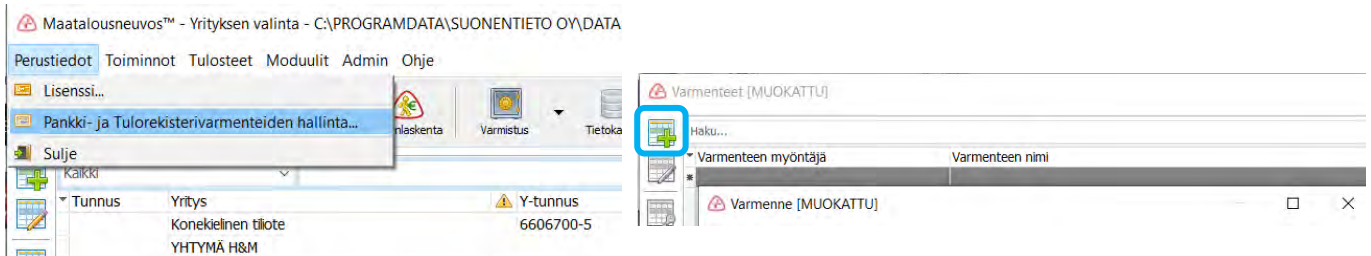 Maatalousneuvos™ - Yrityksen valinta - C:\PROGRAMDATA\SUONENTIETO OY\DATA
Perustiedot Toiminnot Tulosteet Moduulit Admin Ohje
Lisenssi...
Pankki- ja Tulorekisterivarmenteiden hallinta...
Sulje
nlaskenta Varmistus Tietoka
Kaikki
Tunnus Yritys Y-tunnus
Konekielinen tiliote 6606700-5
YHTYMÄ H&M
Varmenteet [MUOKATTU]
Haku...
Varmenteen myöntäjä Varmenteen nimi
Varmenne [MUOKATTU]